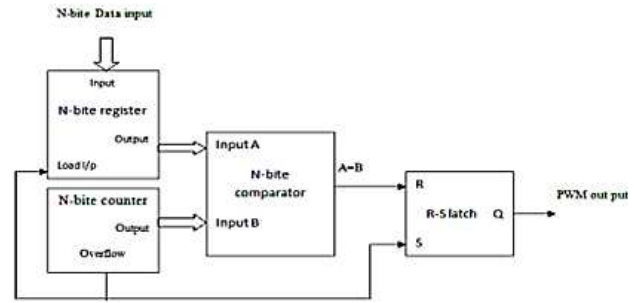 N-bite Data input
Input
N-bite register
Output
Load I/p
N-bite counter
Output
Overflow
Input A
N-bite
comparator
Input B
A=B
R
R-S latch Q
S
PWM out put